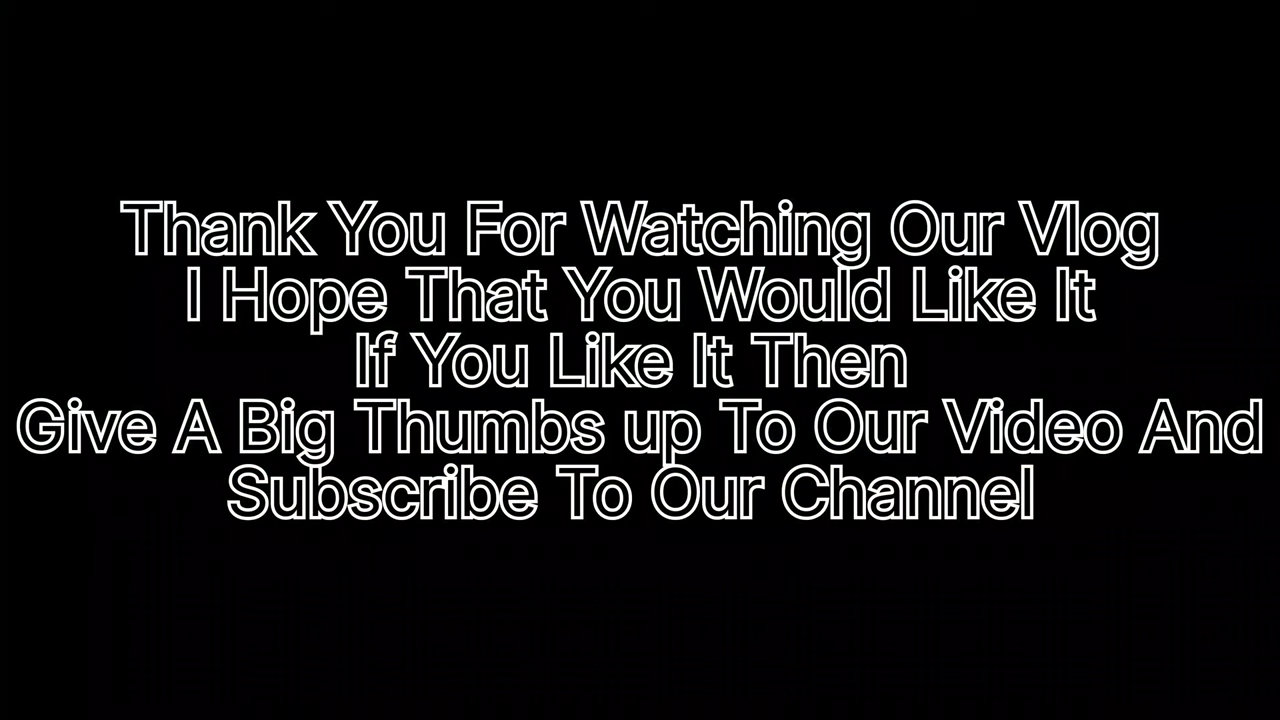 Thank You For Watching Our Vlog
I Hope That You Would Like It
If You Like It Then
Give A Big Thumbs up To Our Video And
Subscribe To Our Channel